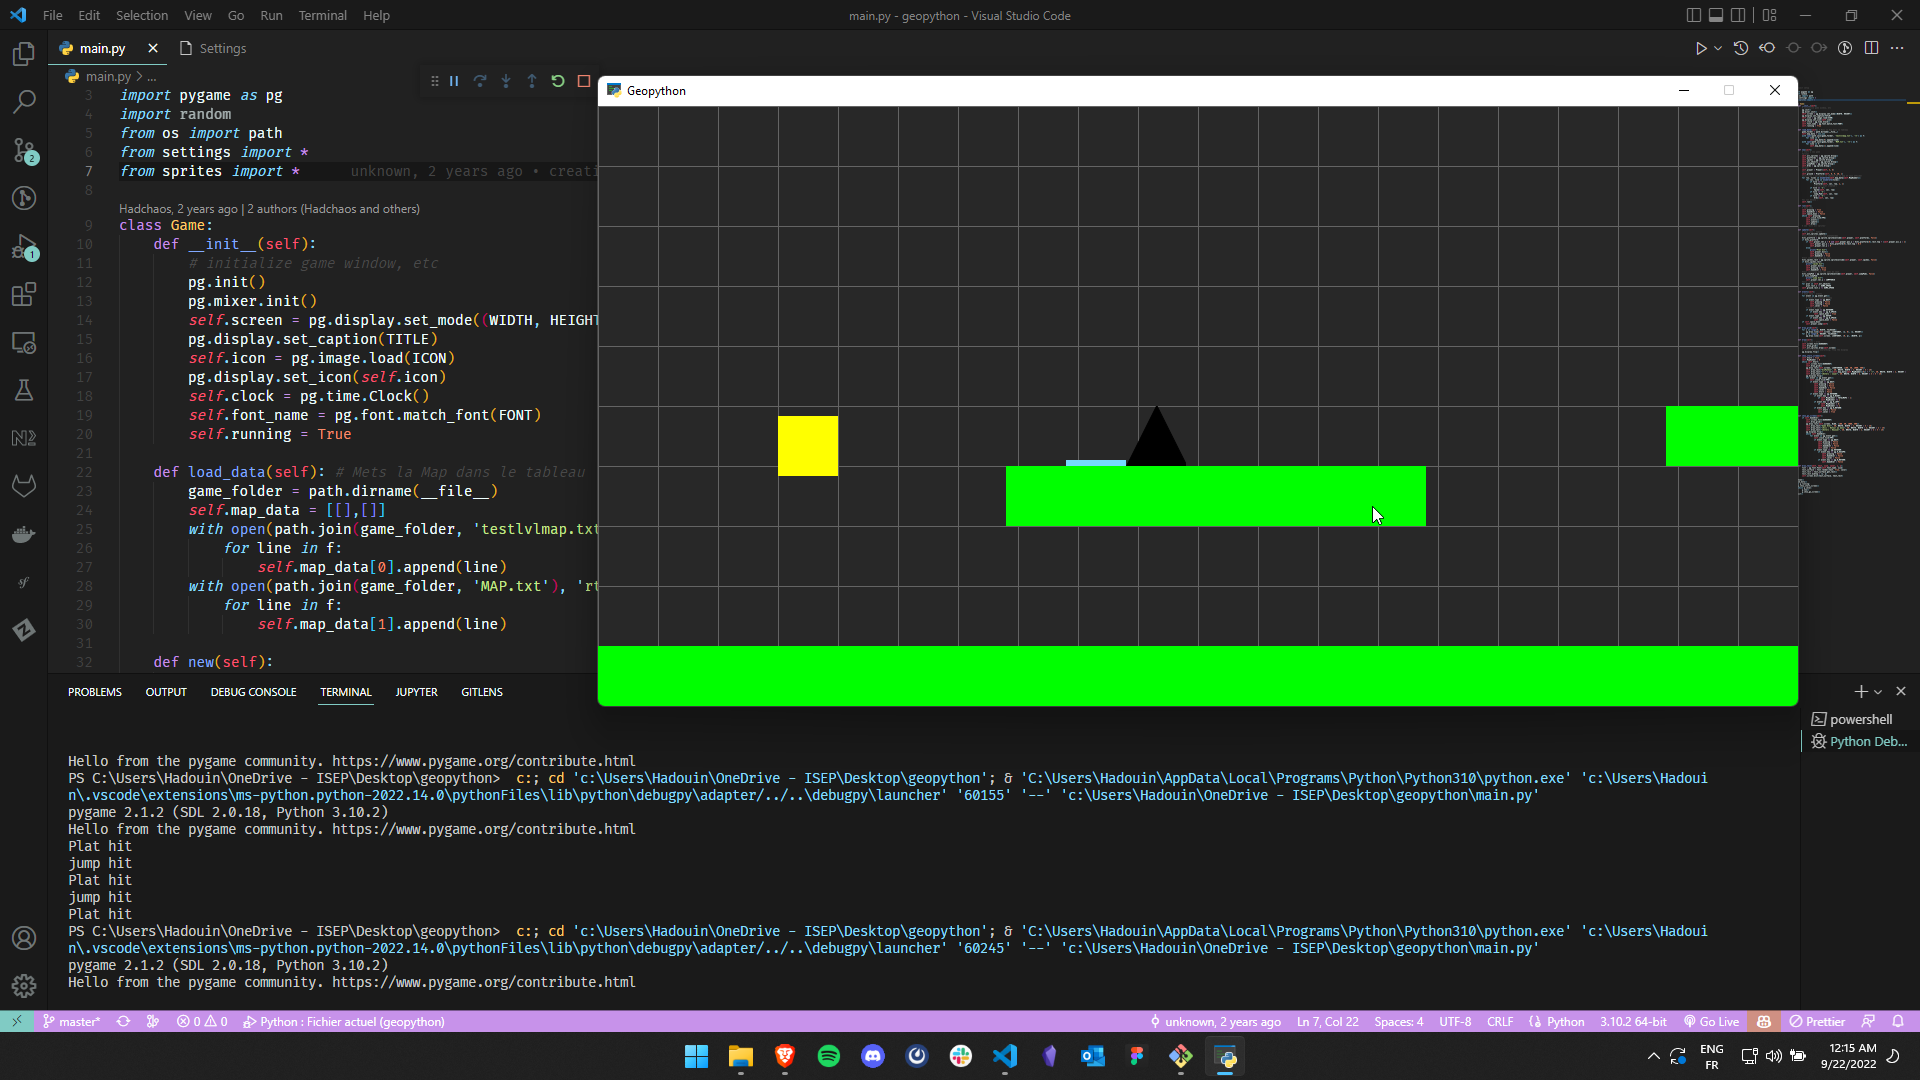 File Edit Selection View Go Run Terminal Help
main.py - geopython - Visual Studio Code
main.py Settings
main.py > ...
Geopython
3 import pygame as pg
4 import random
5 from os import path
6 from settings import *
7 from sprites import * unknown, 2 years ago • creati
8
Hadchaos, 2 years ago | 2 authors (Hadchaos and others)
9 class Game:
10 def __init__(self):
11 # initialize game window, etc
12 pg.init()
13 pg.mixer.init()
14 self.screen = pg.display.set_mode((WIDTH, HEIGHT
15 pg.display.set_caption(TITLE)
16 self.icon = pg.image.load(ICON)
17 pg.display.set_icon(self.icon)
18 self.clock = pg.time.Clock()
19 self.font_name = pg.font.match_font(FONT)
20 self.running = True
21
22 def load_data(self): # Mets la Map dans le tableau
23 game_folder = path.dirname(__file__)
24 self.map_data = [[],[]]
25 with open(path.join(game_folder, 'testlvlmap.txt
26 for line in f:
27 self.map_data[0].append(line)
28 with open(path.join(game_folder, 'MAP.txt'), 'rt
29 for line in f:
30 self.map_data[1].append(line)
31
32 def new(self):
PROBLEMS OUTPUT DEBUG CONSOLE TERMINAL JUPYTER GITLENS
powershell
Python Deb...
Hello from the pygame community. https://www.pygame.org/contribute.html
PS C:\Users\Hadouin\OneDrive - ISEP\Desktop\geopython> c:; cd 'c:\Users\Hadouin\OneDrive - ISEP\Desktop\geopython'; & 'C:\Users\Hadouin\AppData\Local\Programs\Python\Python310\python.exe' 'c:\Users\Hadoui
n\.vscode\extensions\ms-python.python-2022.14.0\pythonFiles\lib\python\debugpy\adapter/../..\debugpy\launcher' '60155' '--' 'c:\Users\Hadouin\OneDrive - ISEP\Desktop\geopython\main.py'
pygame 2.1.2 (SDL 2.0.18, Python 3.10.2)
Hello from the pygame community. https://www.pygame.org/contribute.html
Plat hit
jump hit
Plat hit
jump hit
Plat hit
PS C:\Users\Hadouin\OneDrive - ISEP\Desktop\geopython> c:; cd 'c:\Users\Hadouin\OneDrive - ISEP\Desktop\geopython'; & 'C:\Users\Hadouin\AppData\Local\Programs\Python\Python310\python.exe' 'c:\Users\Hadoui
n\.vscode\extensions\ms-python.python-2022.14.0\pythonFiles\lib\python\debugpy\adapter/../..\debugpy\launcher' '60245' '--' 'c:\Users\Hadouin\OneDrive - ISEP\Desktop\geopython\main.py'
pygame 2.1.2 (SDL 2.0.18, Python 3.10.2)
Hello from the pygame community. https://www.pygame.org/contribute.html
master* 0 0 Python : Fichier actuel (geopython) unknown, 2 years ago Ln 7, Col 22 Spaces: 4 UTF-8 CRLF Python 3.10.2 64-bit Go Live Prettier
ENG
FR
12:15 AM
9/22/2022
2
1